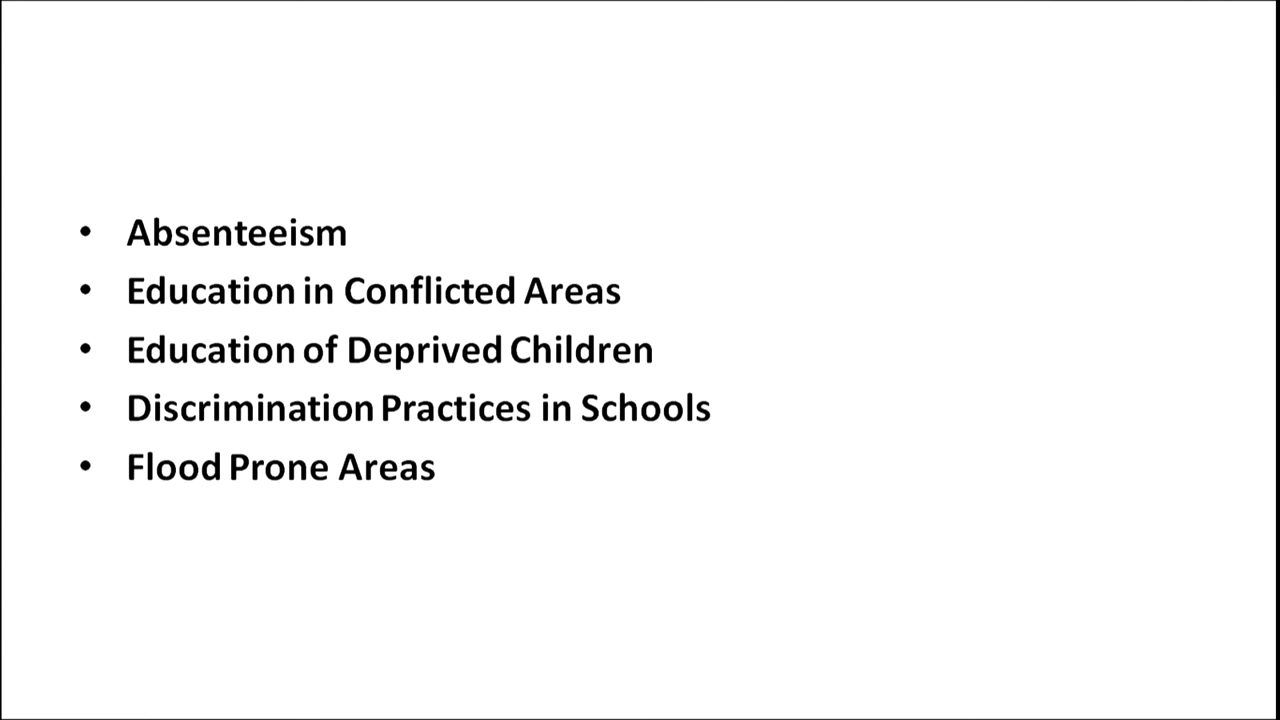 • Absenteeism
• Education in Conflicted Areas
• Education of Deprived Children
• Discrimination Practices in Schools
• Flood Prone Areas